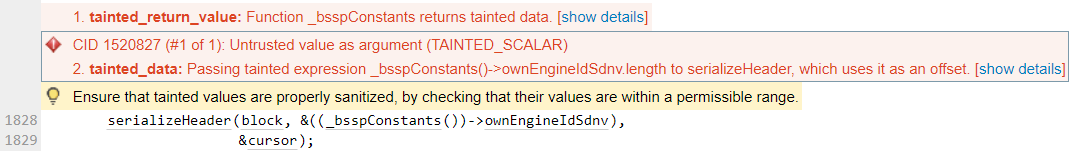 1. tainted_return_value: Function _bsspConstants returns tainted data. [show details]
CID 1520827 (#1 of 1): Untrusted value as argument (TAINTED_SCALAR)
2. tainted_data: Passing tainted expression _bsspConstants()->ownEngineIdSdnv.length to serializeHeader, which uses it as an offset. [show details]
Ensure that tainted values are properly sanitized, by checking that their values are within a permissible range.
1828 serializeHeader(block, &((_bsspConstants())->ownEngineIdSdnv),
1829 &cursor);